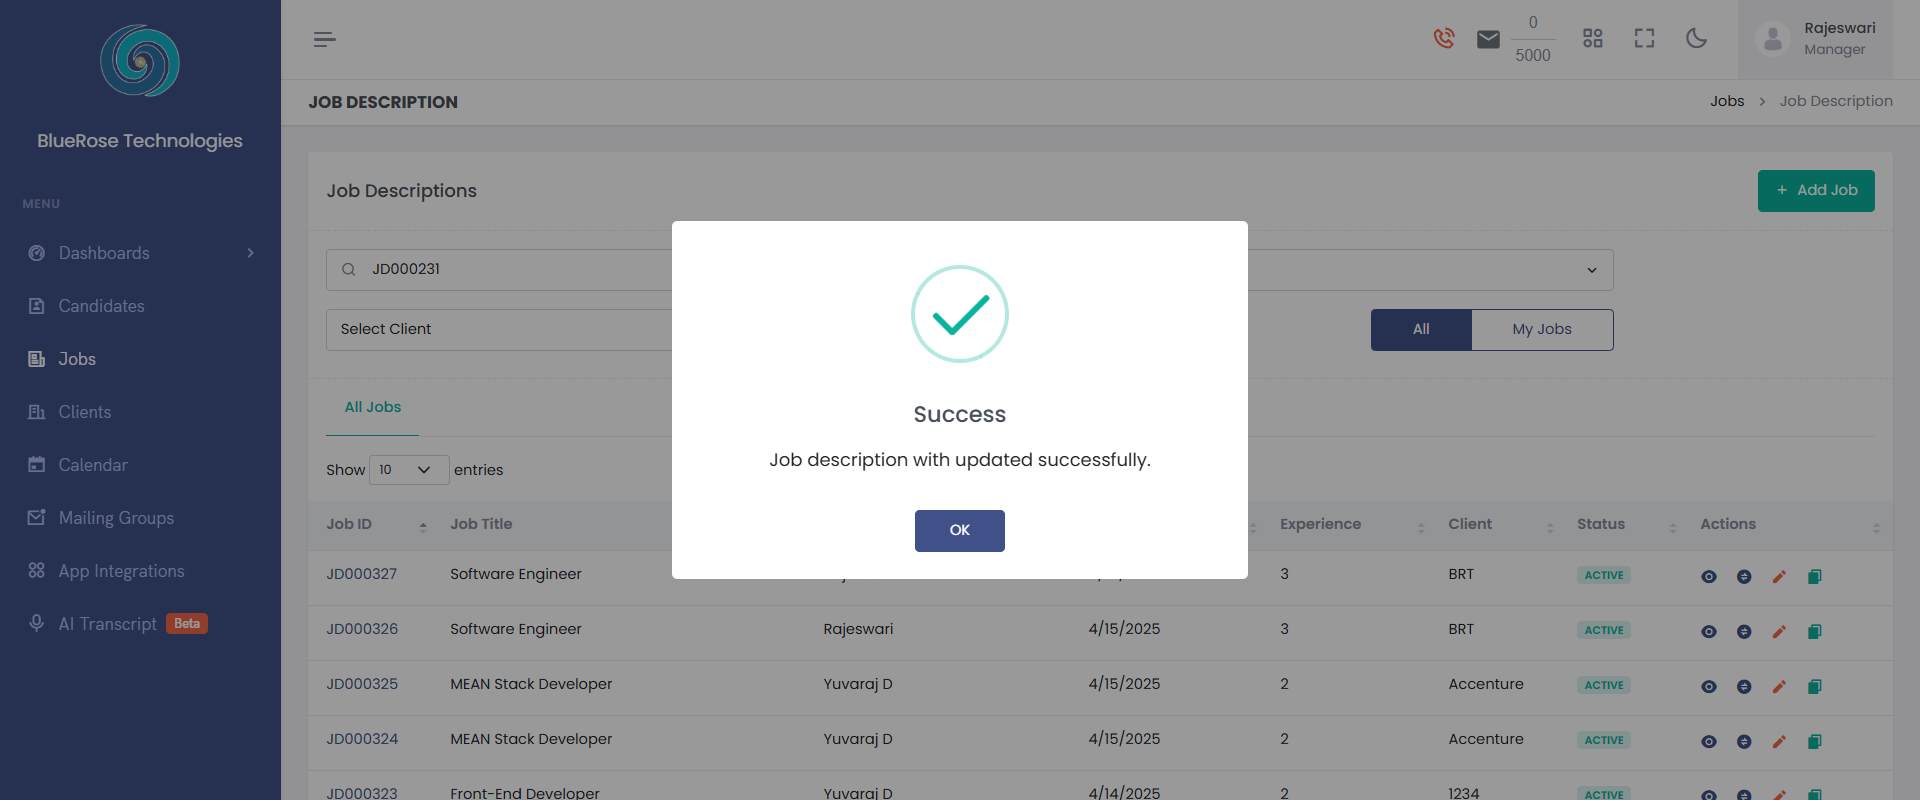 BlueRose Technologies
MENU
Dashboards
Candidates
Jobs
Clients
Calendar
Mailing Groups
App Integrations
AI Transcript Beta
0
5000
Rajeswari
Manager
JOB DESCRIPTION
Jobs > Job Description
Job Descriptions
+ Add Job
JD000231
Select Client
All
My Jobs
All Jobs
Show 10 entries
Success
Job description with updated successfully.
OK
Job ID Job Title Experience Client Status Actions
JD000327 Software Engineer 3 BRT ACTIVE
JD000326 Software Engineer Rajeswari 4/15/2025 3 BRT ACTIVE
JD000325 MEAN Stack Developer Yuvaraj D 4/15/2025 2 Accenture ACTIVE
JD000324 MEAN Stack Developer Yuvaraj D 4/15/2025 2 Accenture ACTIVE
JD000323 Front-End Developer Yuvaraj D 4/14/2025 2 1234 ACTIVE